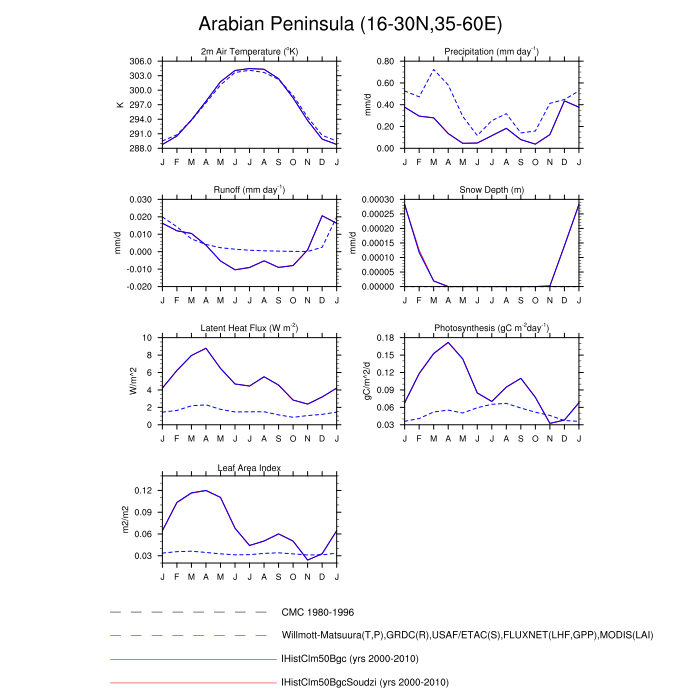 Arabian Peninsula (16-30N,35-60E)
2m Air Temperature (°K)
Precipitation (mm day⁻¹)
306.0
303.0
300.0
297.0
294.0
291.0
288.0
K
J F M A M J J A S O N D J
0.80
0.60
0.40
0.20
0.00
mm/d
J F M A M J J A S O N D J
Runoff (mm day⁻¹)
Snow Depth (m)
0.030
0.020
0.010
0.000
-0.010
-0.020
mm/d
J F M A M J J A S O N D J
0.00030
0.00025
0.00020
0.00015
0.00010
0.00005
0.00000
mm/d
J F M A M J J A S O N D J
Latent Heat Flux (W m⁻²)
Photosynthesis (gC m⁻²day⁻¹)
10
8
6
4
2
0
W/m^2
J F M A M J J A S O N D J
0.18
0.15
0.12
0.09
0.06
0.03
gC/m^2/d
J F M A M J J A S O N D J
Leaf Area Index
0.12
0.09
0.06
0.03
m2/m2
J F M A M J J A S O N D J
CMC 1980-1996
Willmott-Matsuura(T,P),GRDC(R),USAF/ETAC(S),FLUXNET(LHF,GPP),MODIS(LAI)
IHistClm50Bgc (yrs 2000-2010)
IHistClm50BgcSoudzi (yrs 2000-2010)